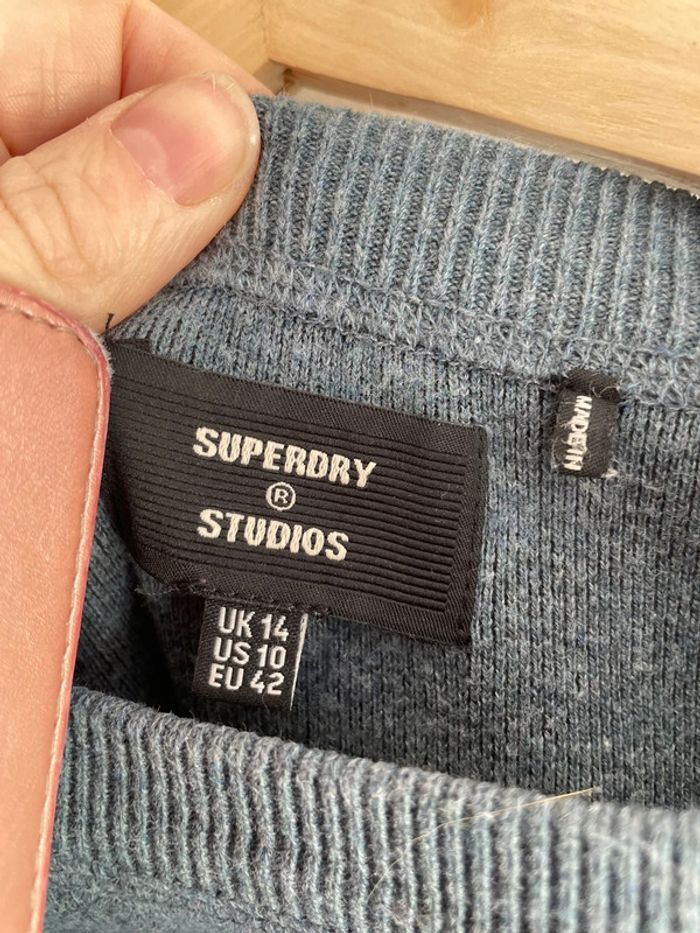 SUPERDRY
®
STUDIOS
UK 14
US 10
EU 42
MADE IN